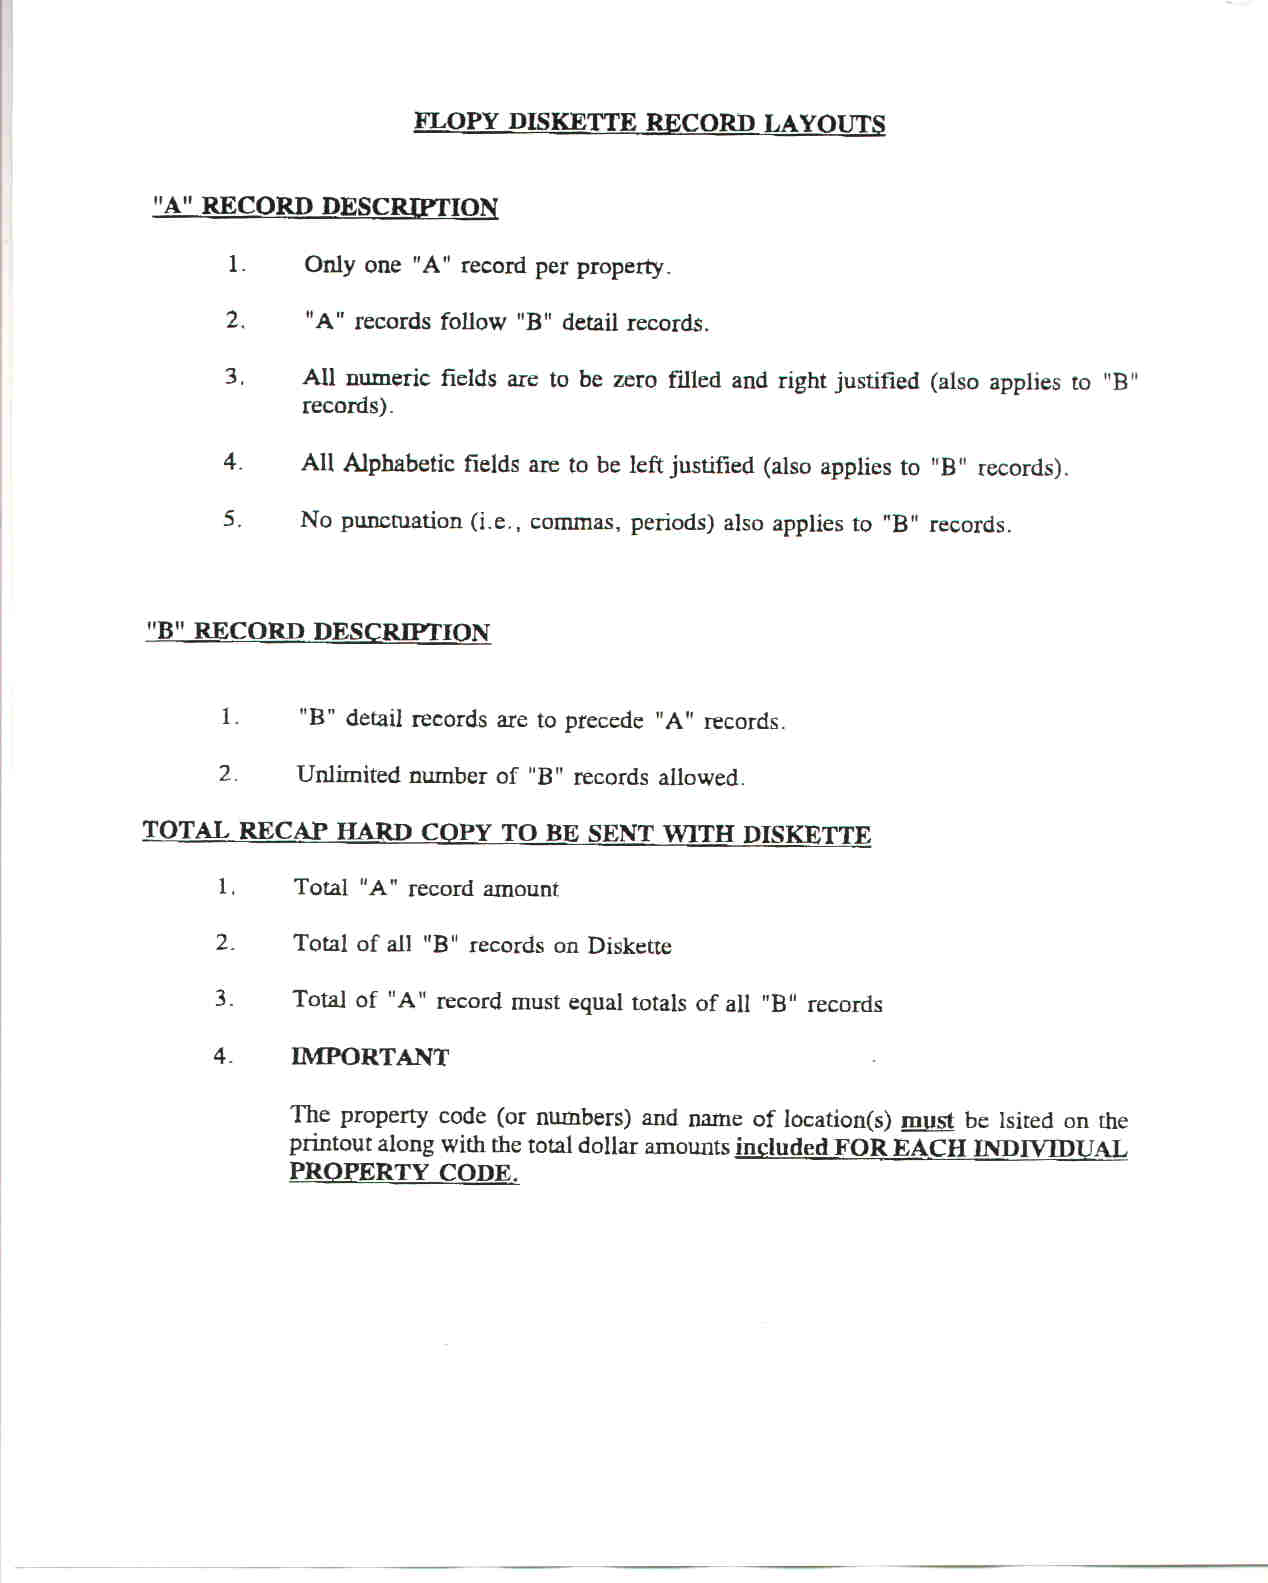 FLOPY DISKETTE RECORD LAYOUTS
"A" RECORD DESCRIPTION
1. Only one "A" record per property.
2. "A" records follow "B" detail records.
3. All numeric fields are to be zero filled and right justified (also applies to "B"
records).
4. All Alphabetic fields are to be left justified (also applies to "B" records).
5. No punctuation (i.e., commas, periods) also applies to "B" records.
"B" RECORD DESCRIPTION
1. "B" detail records are to precede "A" records.
2. Unlimited number of "B" records allowed.
TOTAL RECAP HARD COPY TO BE SENT WITH DISKETTE
1. Total "A" record amount
2. Total of all "B" records on Diskette
3. Total of "A" record must equal totals of all "B" records
4. IMPORTANT
The property code (or numbers) and name of location(s) must be lsited on the
printout along with the total dollar amounts included FOR EACH INDIVIDUAL
PROPERTY CODE.